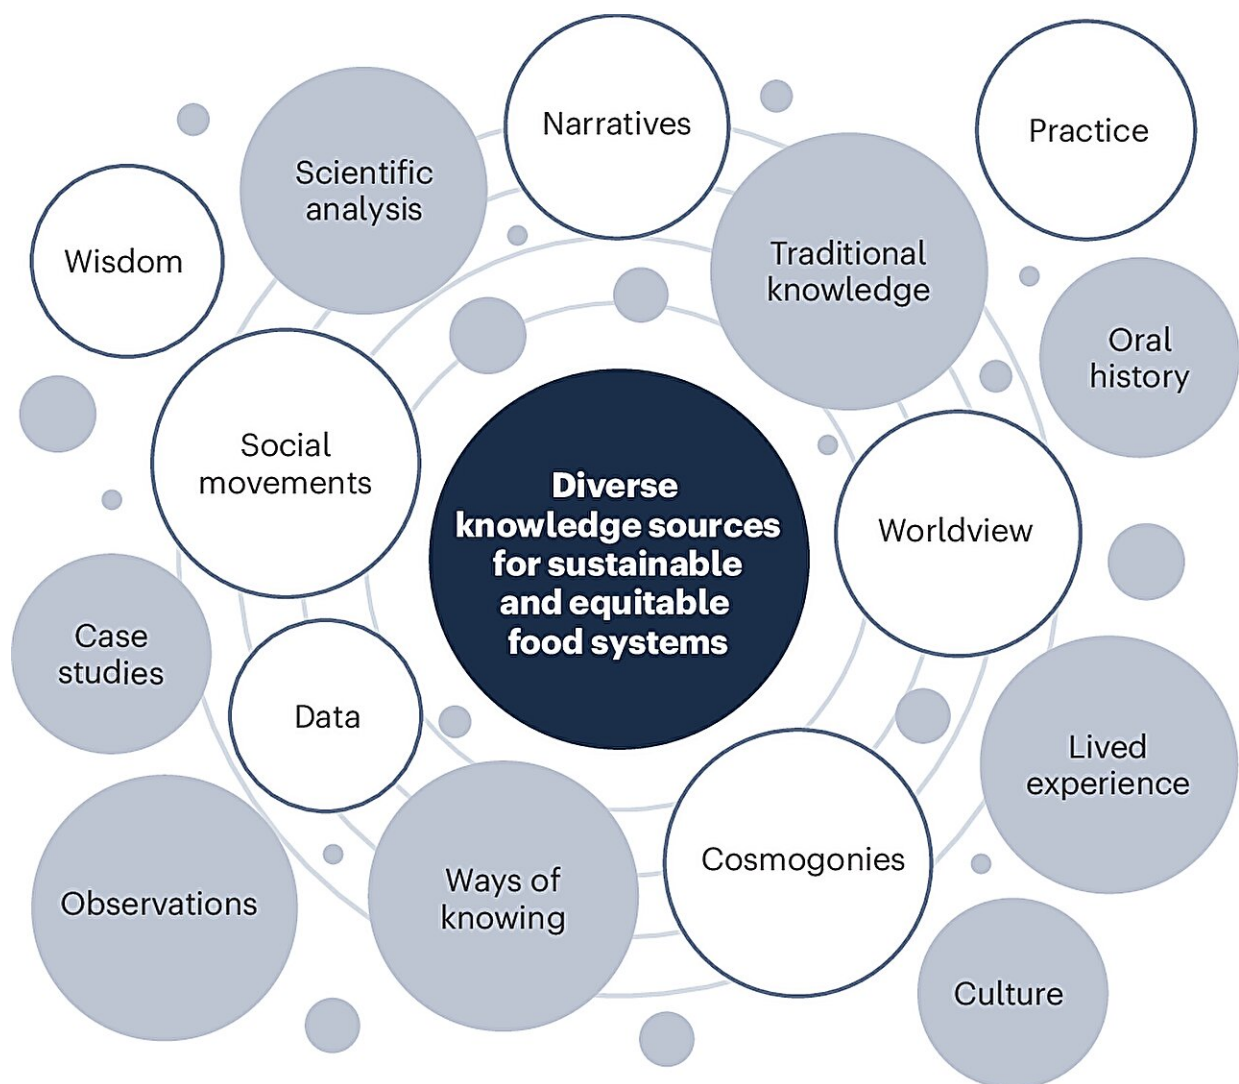 Narratives
Practice
Scientific
analysis
Wisdom
Traditional
knowledge
Oral
history
Social
movements
Diverse
knowledge sources
for sustainable
and equitable
food systems
Worldview
Case
studies
Data
Lived
experience
Cosmogonies
Ways of
knowing
Observations
Culture